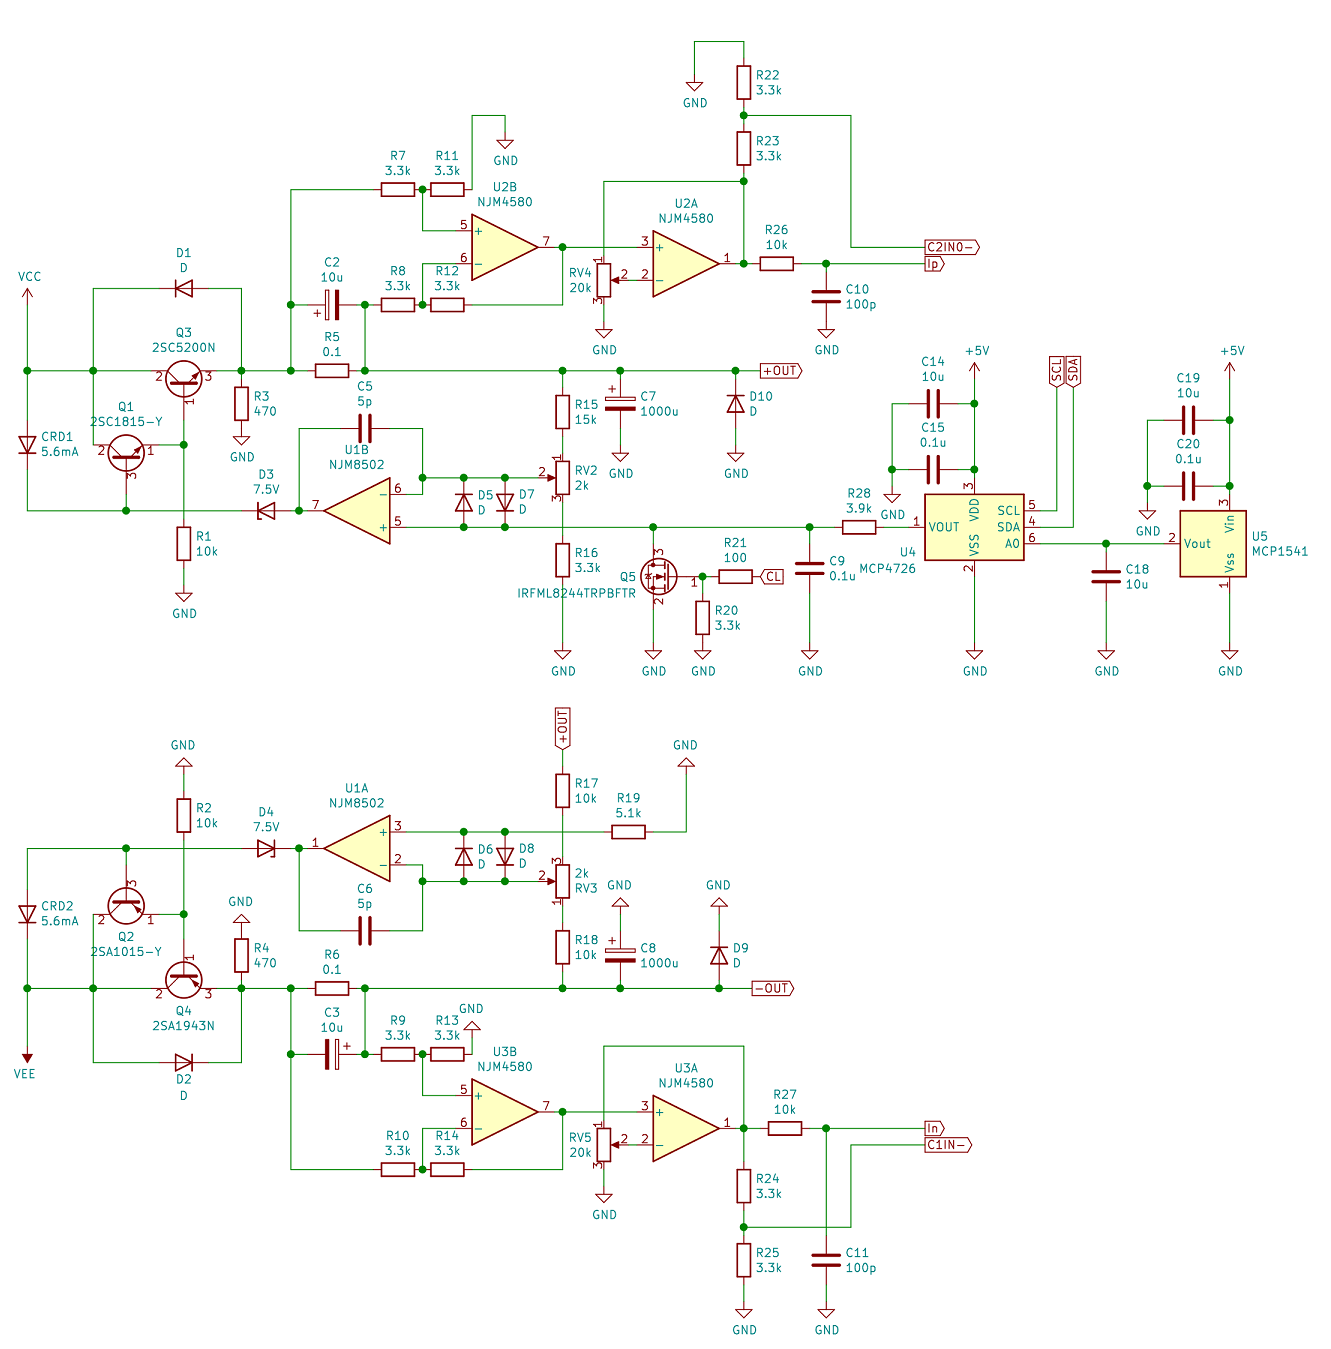 R22
3.3k
GND
R23
3.3k
R7
3.3k
R11
3.3k
GND
U2B
NJM4580
5
+
6
−
7
U2A
NJM4580
3
+
2
−
1
R26
10k
C2IN0-
Ip
D1
D
C2
10u
+
R8
3.3k
R12
3.3k
RV4
20k
1
2
3
C10
100p
GND
GND
VCC
Q3
2SC5200N
2
3
1
R5
0.1
+OUT
C5
5p
R3
470
GND
Q1
2SC1815-Y
2
1
3
CRD1
5.6mA
U1B
NJM8502
D3
7.5V
7
−
6
+
5
R15
15k
+
C7
1000u
GND
D10
D
GND
1
2
RV2
2k
3
D5
D
D7
D
R1
10k
GND
R16
3.3k
GND
3
Q5
IRFML8244TRPBFTR
1
2
GND
R21
100
CL
R20
3.3k
GND
C9
0.1u
GND
R28
3.9k
C14
10u
C15
0.1u
+5V
GND
SCL
SDA
1
VOUT
VDD
3
SCL
5
SDA
4
A0
6
VSS
2
U4
MCP4726
GND
C18
10u
GND
C19
10u
C20
0.1u
+5V
GND
3
Vin
2
Vout
Vss
1
U5
MCP1541
GND
GND
R2
10k
D4
7.5V
U1A
NJM8502
1
+
3
−
2
+OUT
R17
10k
R19
5.1k
GND
D6
D
D8
D
3
2k
2
RV3
1
C6
5p
GND
GND
CRD2
5.6mA
3
2
1
Q2
2SA1015-Y
GND
R4
470
R18
10k
+
C8
1000u
D9
D
-OUT
1
2
3
Q4
2SA1943N
R6
0.1
C3
10u
+
R9
3.3k
R13
3.3k
GND
VEE
D2
D
U3B
NJM4580
5
+
6
−
7
U3A
NJM4580
3
+
2
−
1
R27
10k
In
C1IN-
R10
3.3k
R14
3.3k
RV5
20k
1
2
3
GND
R24
3.3k
R25
3.3k
C11
100p
GND
GND